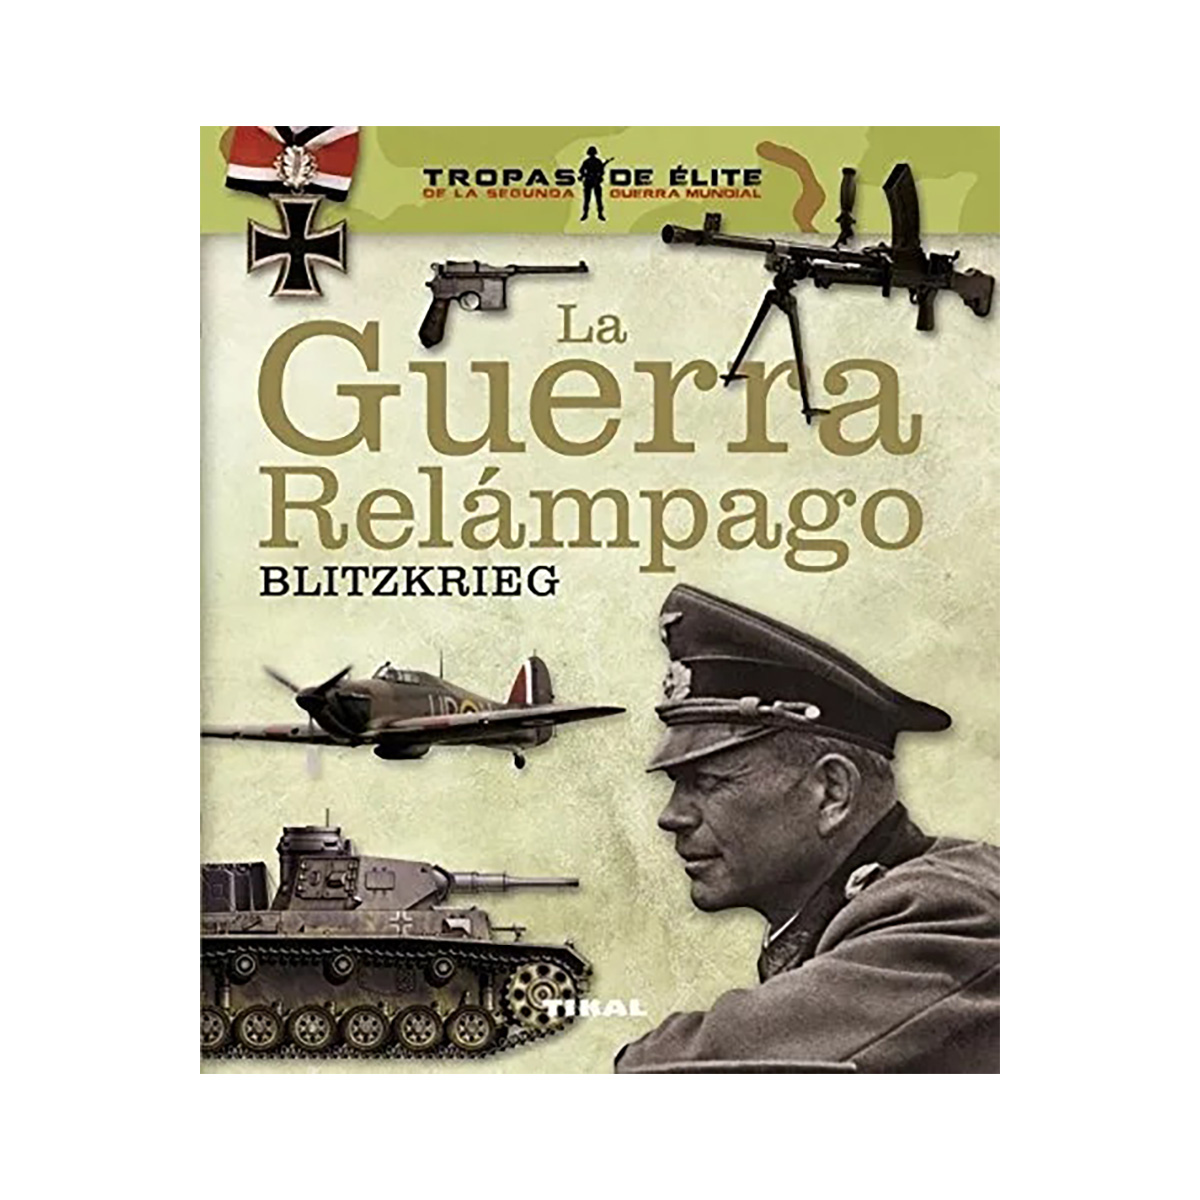 TROPAS DE ÉLITE
DE LA SEGUNDA GUERRA MUNDIAL
La
Guerra
Relámpago
BLITZKRIEG
TIKAL